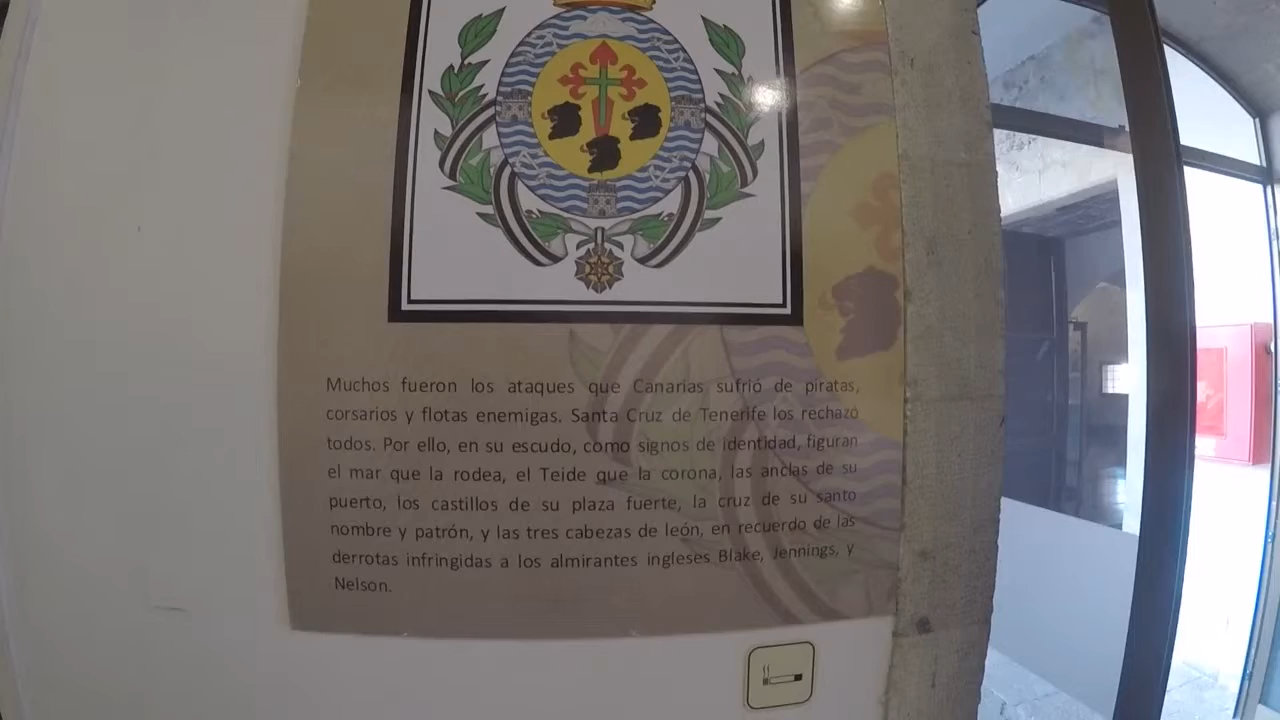 Muchos fueron los ataques que Canarias sufrió de piratas,
corsarios y flotas enemigas. Santa Cruz de Tenerife los rechazó
todos. Por ello, en su escudo, como signos de identidad, figuran
el mar que la rodea, el Teide que la corona, las anclas de su
puerto, los castillos de su plaza fuerte, la cruz de su santo
nombre y patrón, y las tres cabezas de león, en recuerdo de las
derrotas infringidas a los almirantes ingleses Blake, Jennings, y
Nelson.